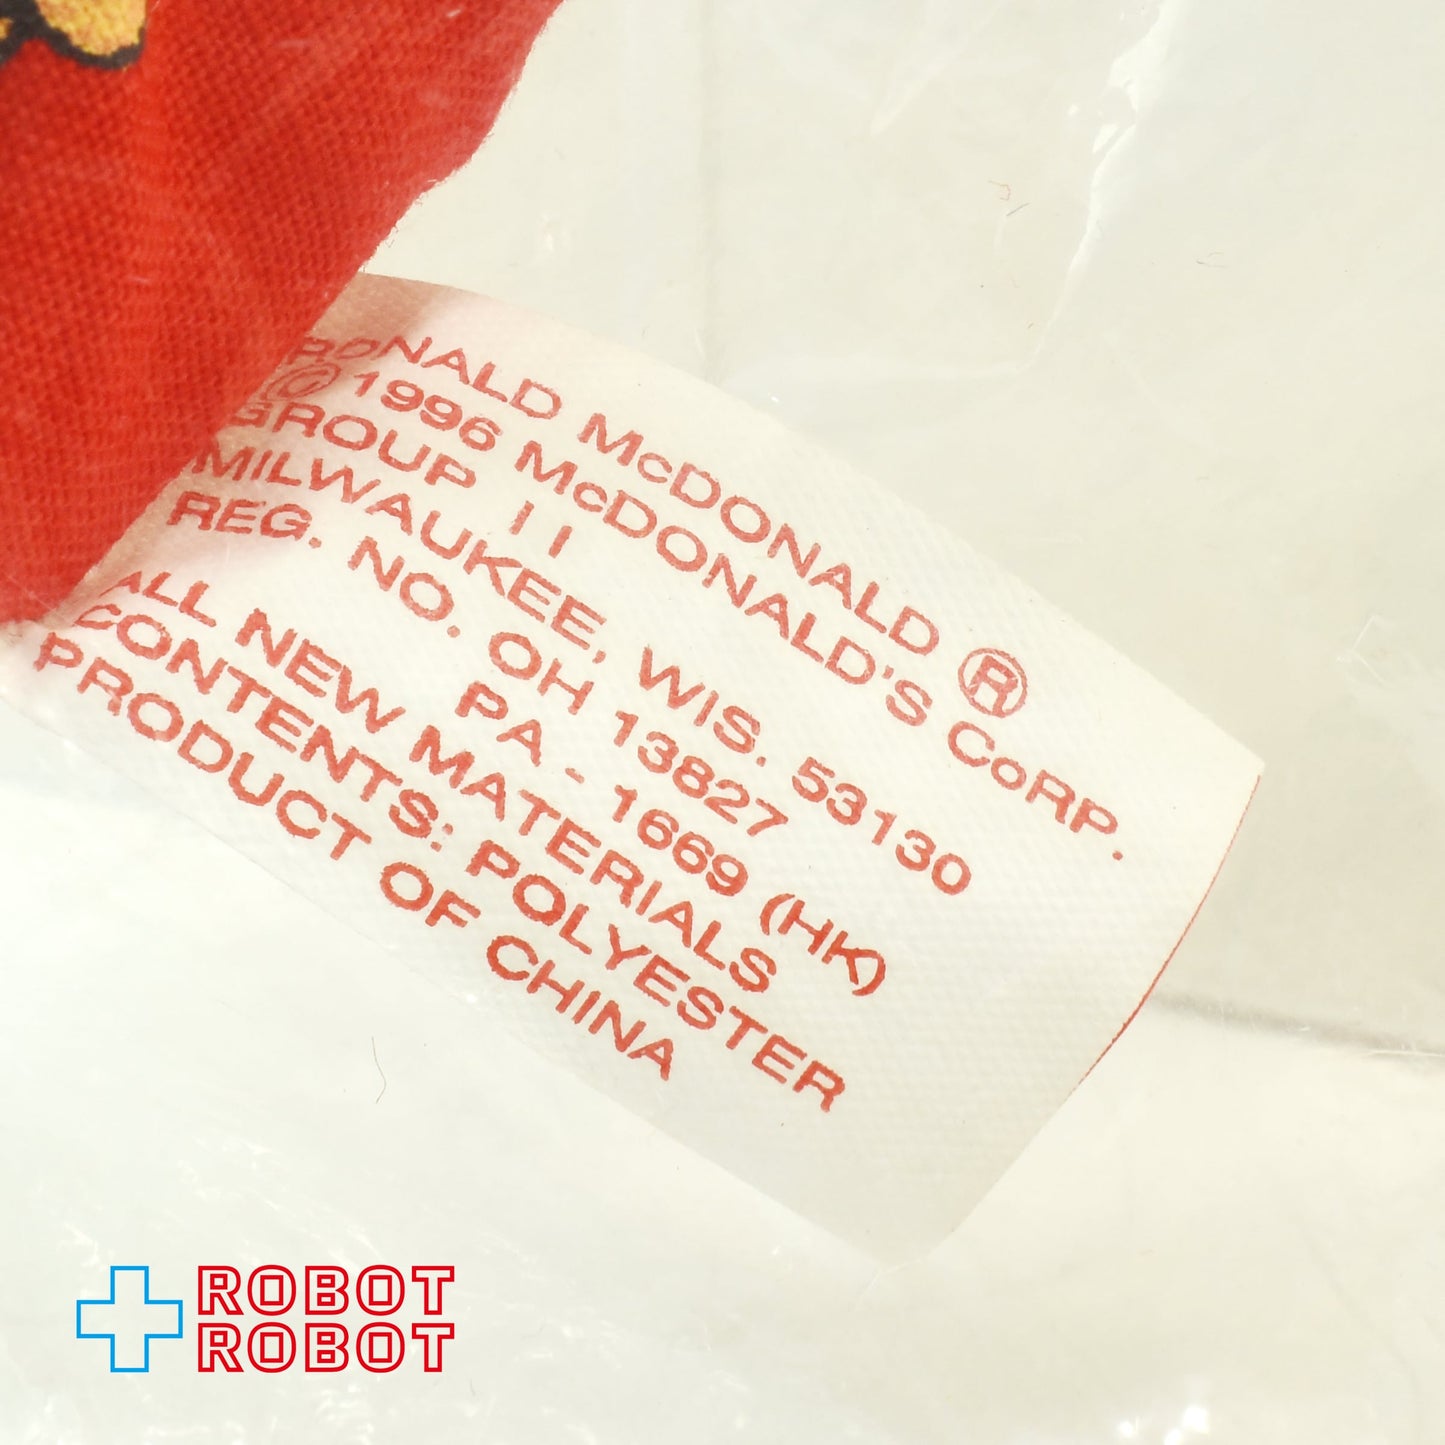 RONALD McDONALD ®
© 1996 McDONALD'S CoRP.
GROUP II
MILWAUKEE, WIS. 53130
REG. NO. OH 13827
PA - 1669 (HK)
ALL NEW MATERIALS
CONTENTS: POLYESTER
PRODUCT OF CHINA
ROBOT
ROBOT